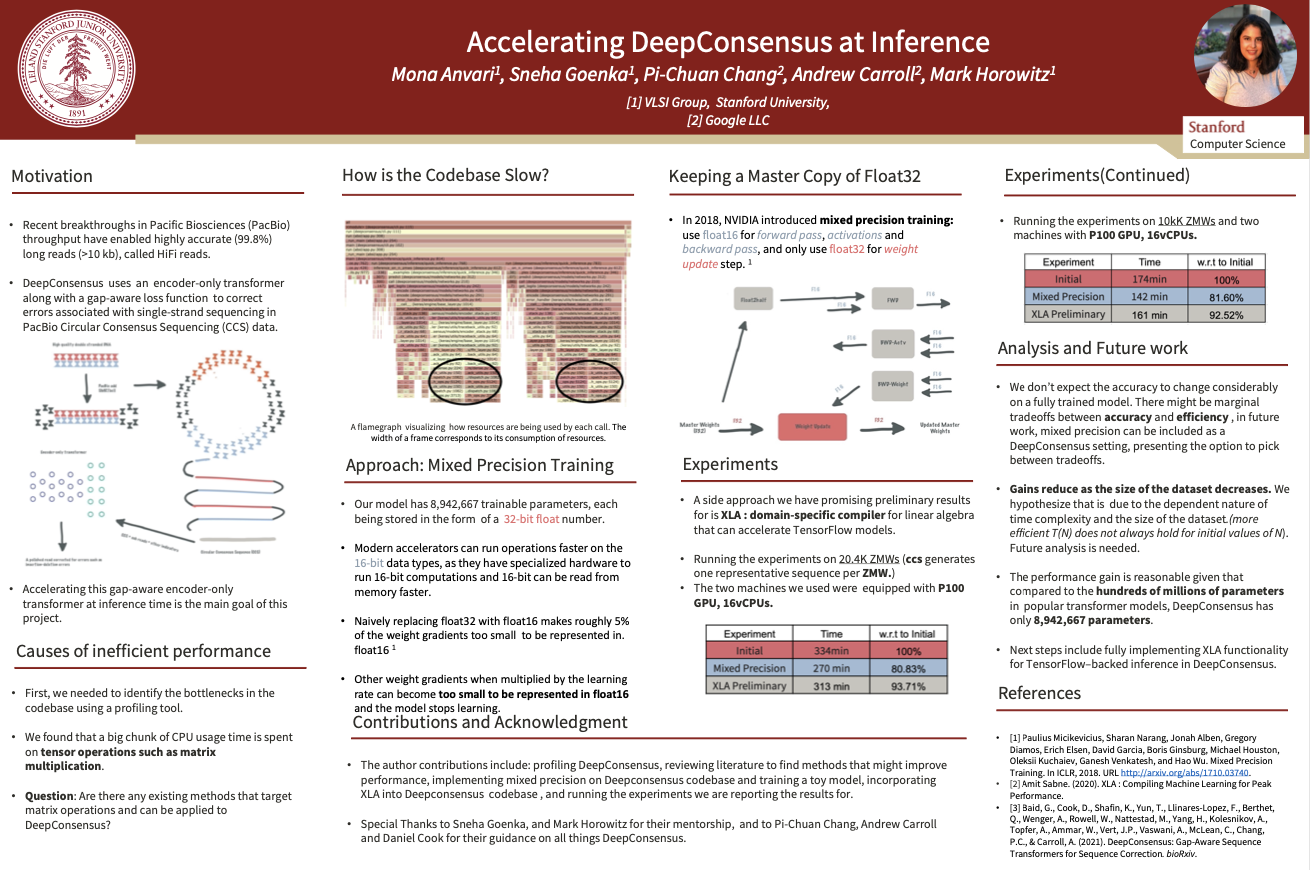 Accelerating DeepConsensus at Inference
Mona Anvari1, Sneha Goenka1, Pi-Chuan Chang2, Andrew Carroll2, Mark Horowitz1
[1] VLSI Group, Stanford University,
[2] Google LLC
LELAND STANFORD JUNIOR UNIVERSITY
DIE LUFT DER FREIHEIT WEHT
1891
Stanford
Computer Science
Motivation
• Recent breakthroughs in Pacific Biosciences (PacBio)
throughput have enabled highly accurate (99.8%)
long reads (>10 kb), called HiFi reads.
• DeepConsensus uses an encoder-only transformer
along with a gap-aware loss function to correct
errors associated with single-strand sequencing in
PacBio Circular Consensus Sequencing (CCS) data.
High quality double stranded DNA
Encoder-only Transformer
Circular Consensus Sequence (CCS)
• Accelerating this gap-aware encoder-only
transformer at inference time is the main goal of this
project.
Causes of inefficient performance
• First, we needed to identify the bottlenecks in the
codebase using a profiling tool.
• We found that a big chunk of CPU usage time is spent
on tensor operations such as matrix
multiplication.
• Question: Are there any existing methods that target
matrix operations and can be applied to
DeepConsensus?
How is the Codebase Slow?
A flamegraph visualizing how resources are being used by each call. The
width of a frame corresponds to its consumption of resources.
Approach: Mixed Precision Training
• Our model has 8,942,667 trainable parameters, each
being stored in the form of a 32-bit float number.
• Modern accelerators can run operations faster on the
16-bit data types, as they have specialized hardware to
run 16-bit computations and 16-bit can be read from
memory faster.
• Naively replacing float32 with float16 makes roughly 5%
of the weight gradients too small to be represented in.
float16 1
• Other weight gradients when multiplied by the learning
rate can become too small to be represented in float16
and the model stops learning.
Keeping a Master Copy of Float32
• In 2018, NVIDIA introduced mixed precision training:
use float16 for forward pass, activations and
backward pass, and only use float32 for weight
update step. 1
Float2half
F16
FWD
F16
F16
BWD-Actv
F16
F16
F16
BWD-Weight
F16
F16
Master Weights
(F32)
F32
Weight Update
F32
Updated Master
Weights
Experiments
• A side approach we have promising preliminary results
for is XLA : domain-specific compiler for linear algebra
that can accelerate TensorFlow models.
• Running the experiments on 20.4K ZMWs (ccs generates
one representative sequence per ZMW.)
• The two machines we used were equipped with P100
GPU, 16vCPUs.
Experiment Time w.r.t to Initial
Initial 334min 100%
Mixed Precision 270 min 80.83%
XLA Preliminary 313 min 93.71%
Contributions and Acknowledgment
• The author contributions include: profiling DeepConsensus, reviewing literature to find methods that might improve
performance, implementing mixed precision on Deepconsensus codebase and training a toy model, incorporating
XLA into Deepconsensus codebase , and running the experiments we are reporting the results for.
• Special Thanks to Sneha Goenka, and Mark Horowitz for their mentorship, and to Pi-Chuan Chang, Andrew Carroll
and Daniel Cook for their guidance on all things DeepConsensus.
Experiments(Continued)
• Running the experiments on 10kK ZMWs and two
machines with P100 GPU, 16vCPUs.
Experiment Time w.r.t to Initial
Initial 174min 100%
Mixed Precision 142 min 81.60%
XLA Preliminary 161 min 92.52%
Analysis and Future work
• We don't expect the accuracy to change considerably
on a fully trained model. There might be marginal
tradeoffs between accuracy and efficiency , in future
work, mixed precision can be included as a
DeepConsensus setting, presenting the option to pick
between tradeoffs.
• Gains reduce as the size of the dataset decreases. We
hypothesize that is due to the dependent nature of
time complexity and the size of the dataset.(more
efficient T(N) does not always hold for initial values of N).
Future analysis is needed.
• The performance gain is reasonable given that
compared to the hundreds of millions of parameters
in popular transformer models, DeepConsensus has
only 8,942,667 parameters.
• Next steps include fully implementing XLA functionality
for TensorFlow–backed inference in DeepConsensus.
References
• [1] Paulius Micikevicius, Sharan Narang, Jonah Alben, Gregory
Diamos, Erich Elsen, David Garcia, Boris Ginsburg, Michael Houston,
Oleksii Kuchaiev, Ganesh Venkatesh, and Hao Wu. Mixed Precision
Training. In ICLR, 2018. URL http://arxiv.org/abs/1710.03740.
• [2] Amit Sabne. (2020). XLA : Compiling Machine Learning for Peak
Performance.
• [3] Baid, G., Cook, D., Shafin, K., Yun, T., Llinares-Lopez, F., Berthet,
Q., Wenger, A., Rowell, W., Nattestad, M., Yang, H., Kolesnikov, A.,
Topfer, A., Ammar, W., Vert, J.P., Vaswani, A., McLean, C., Chang,
P.C., & Carroll, A. (2021). DeepConsensus: Gap-Aware Sequence
Transformers for Sequence Correction. bioRxiv.